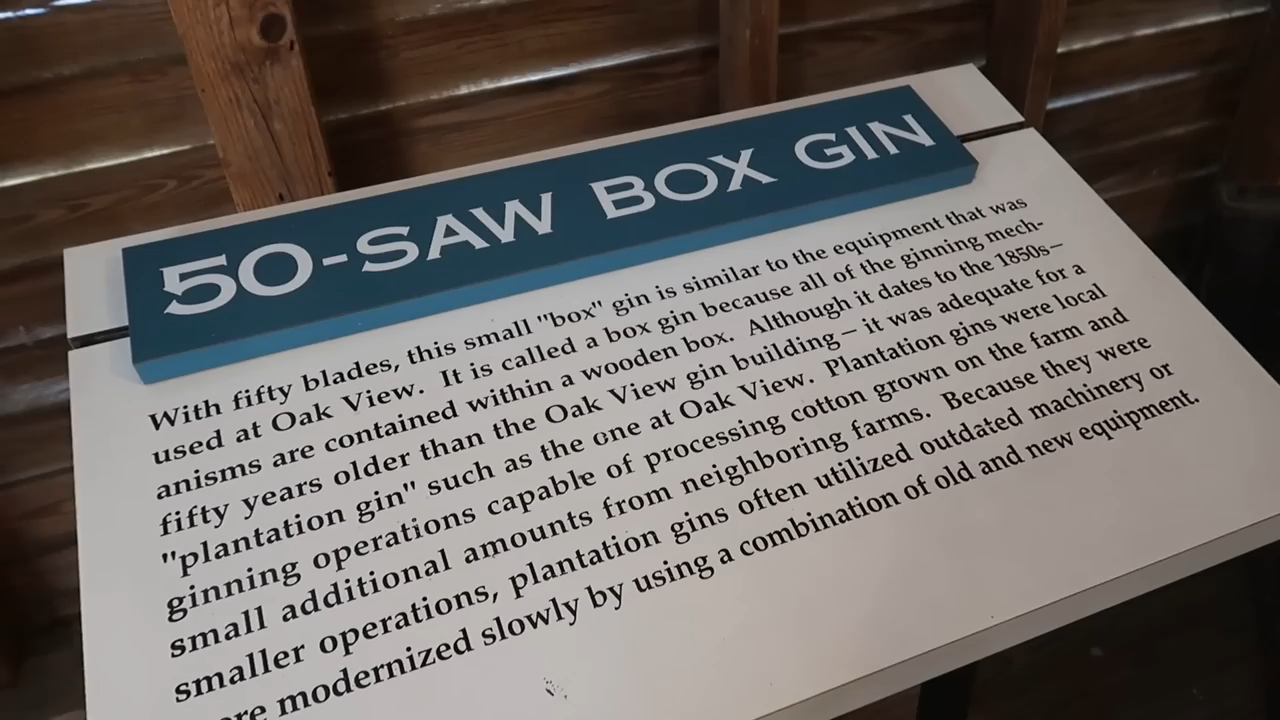 50-SAW BOX GIN
With fifty blades, this small "box" gin is similar to the equipment that was
used at Oak View. It is called a box gin because all of the ginning mech-
anisms are contained within a wooden box. Although it dates to the 1850s—
fifty years older than the Oak View gin building— it was adequate for a
"plantation gin" such as the one at Oak View. Plantation gins were local
ginning operations capable of processing cotton grown on the farm and
small additional amounts from neighboring farms. Because they were
smaller operations, plantation gins often utilized outdated machinery or
modernized slowly by using a combination of old and new equipment.